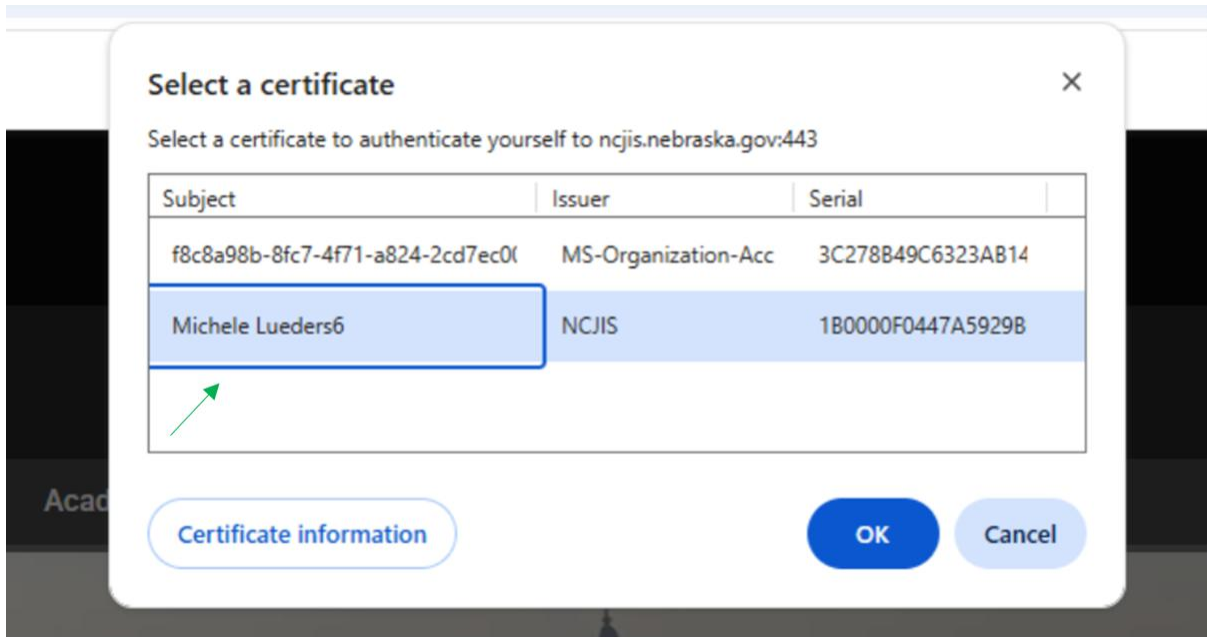 Select a certificate
Select a certificate to authenticate yourself to ncjis.nebraska.gov:443
Subject Issuer Serial
f8c8a98b-8fc7-4f71-a824-2cd7ec0 MS-Organization-Acc 3C278B49C6323AB14
Michele Lueders6 NCJIS 1B0000F0447A5929B
Acad
Certificate information OK Cancel